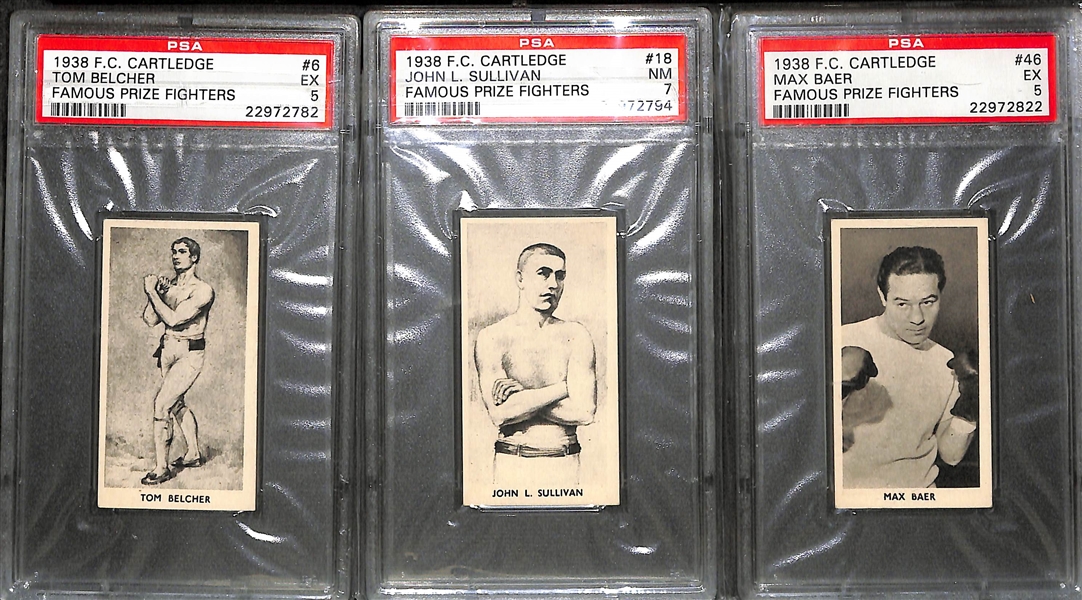 PSA
1938 F.C. CARTLEDGE #6
TOM BELCHER EX
FAMOUS PRIZE FIGHTERS 5
22972782
TOM BELCHER
PSA
1938 F.C. CARTLEDGE #18
JOHN L. SULLIVAN NM
FAMOUS PRIZE FIGHTERS 7
JOHN L. SULLIVAN
PSA
1938 F.C. CARTLEDGE #46
MAX BAER EX
FAMOUS PRIZE FIGHTERS 5
22972822
MAX BAER